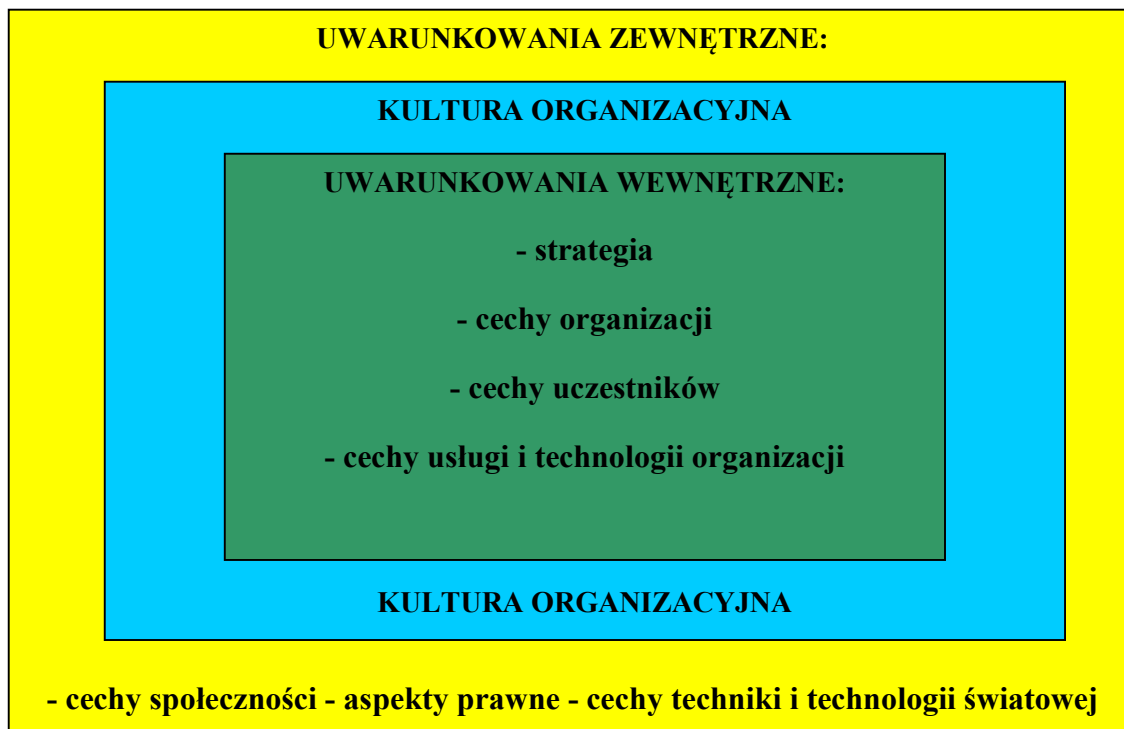 UWARUNKOWANIA ZEWNĘTRZNE:
KULTURA ORGANIZACYJNA
UWARUNKOWANIA WEWNĘTRZNE:
- strategia
- cechy organizacji
- cechy uczestników
- cechy usługi i technologii organizacji
KULTURA ORGANIZACYJNA
- cechy społeczności - aspekty prawne - cechy techniki i technologii światowej